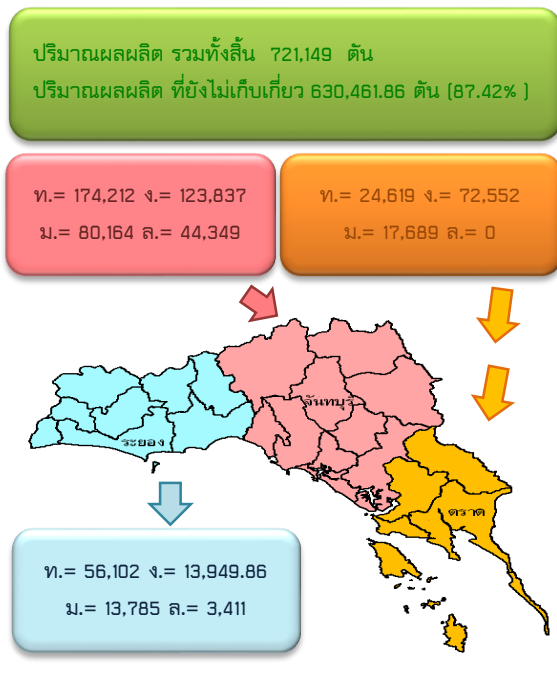 ปริมาณผลผลิต รวมทั้งสิ้น 721,149 ตัน
ปริมาณผลผลิต ที่ยังไม่เก็บเกี่ยว 630,461.86 ตัน (87.42% )
ท.= 174,212 ง.= 123,837
ม.= 80,164 ล.= 44,349
ท.= 24,619 ง.= 72,552
ม.= 17,689 ล.= 0
จันทบุรี
ระยอง
ตราด
ท.= 56,102 ง.= 13,949.86
ม.= 13,785 ล.= 3,411